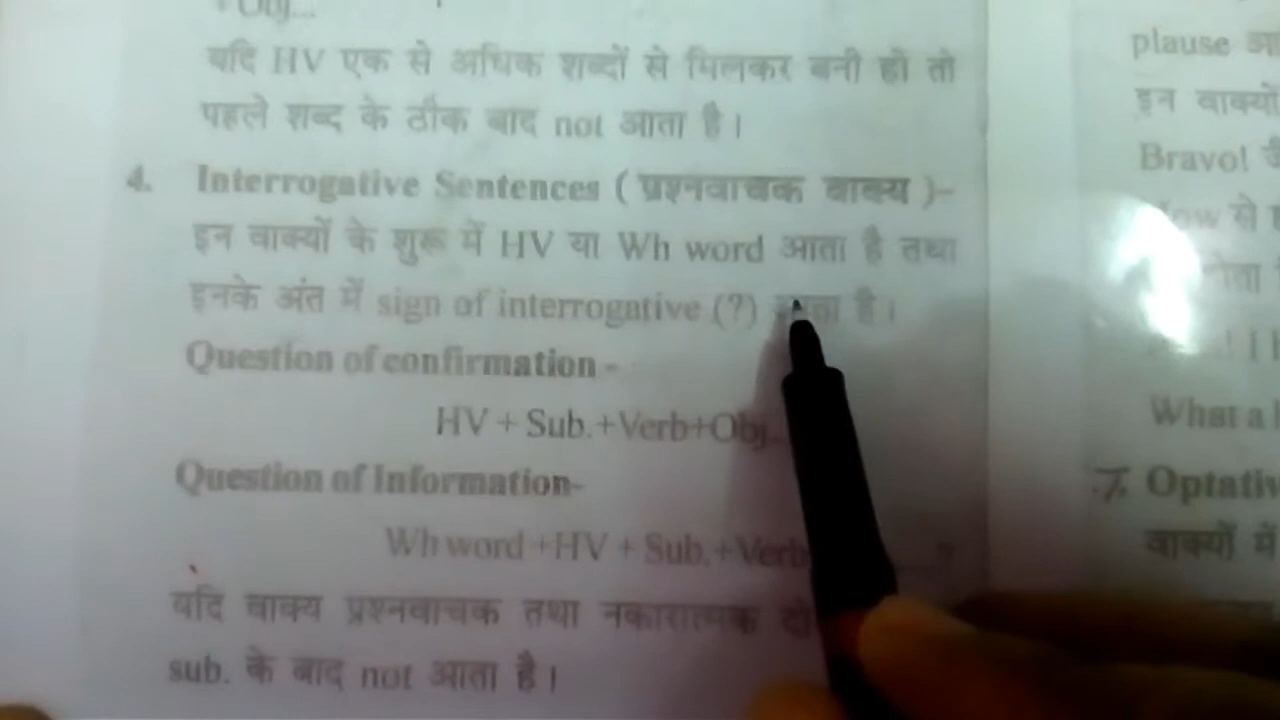 +Obj...
यदि HV एक से अधिक शब्दों से मिलकर बनी हो तो
पहले शब्द के ठीक बाद not आता है।
4. Interrogative Sentences ( प्रश्नवाचक वाक्य )-
इन वाक्यों के शुरू में HV या Wh word आता है तथा
इनके अंत में sign of interrogative (?) आता है।
Question of confirmation -
HV + Sub.+Verb+Obj...
Question of Information-
Wh word +HV + Sub.+Verb ?
यदि वाक्य प्रश्नवाचक तथा नकारात्मक
sub. के बाद not आता है।
plause
इन वाक्यों
Bravo!
से
What a
7. Optativ
वाक्यों में